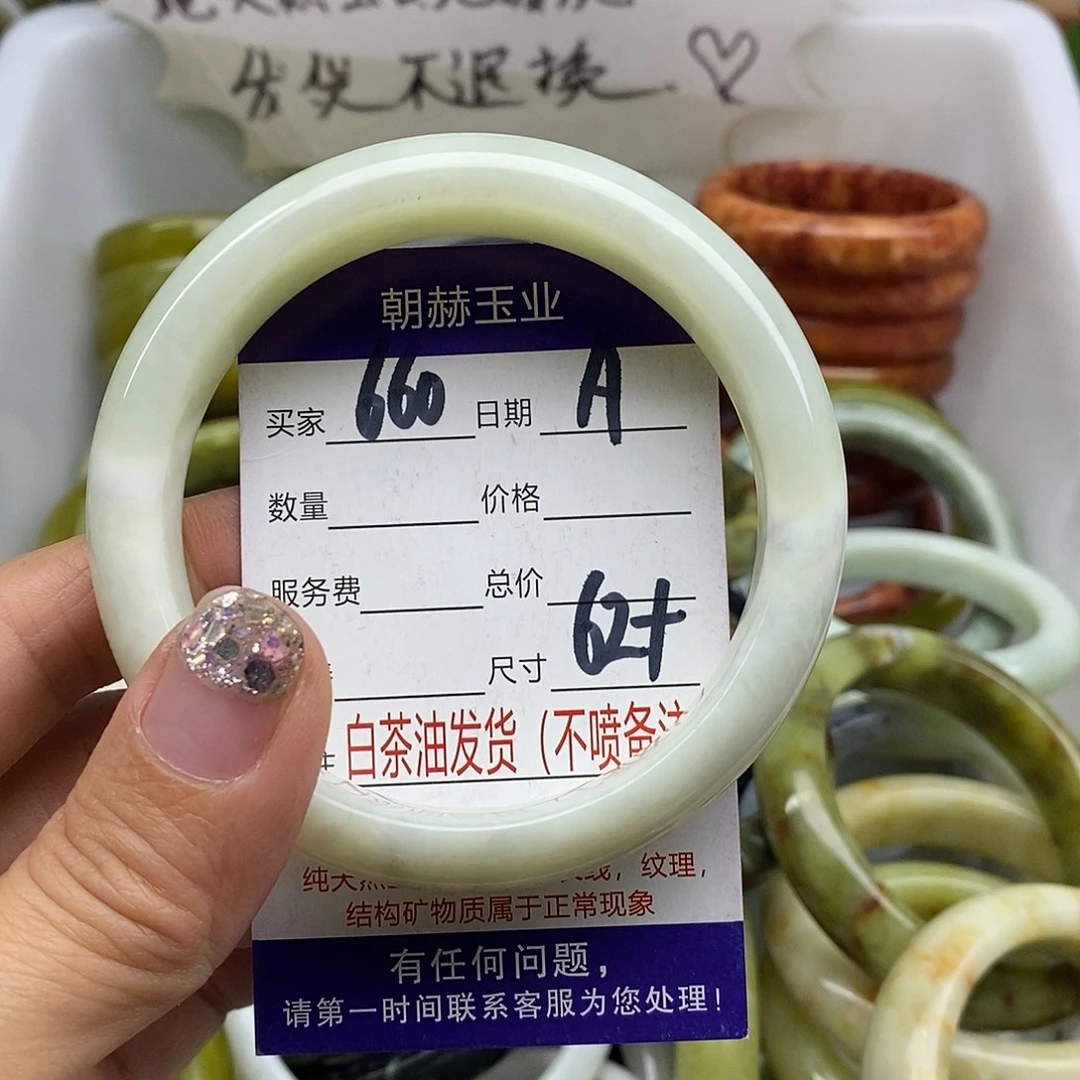 发货不退换
朝赫玉业
买家 660 日期 A
数量 价格
服务费 总价
尺寸 62+
白茶油发货（不喷备注
纹理，
结构矿物质属于正常现象
有任何问题，
请第一时间联系客服为您处理！